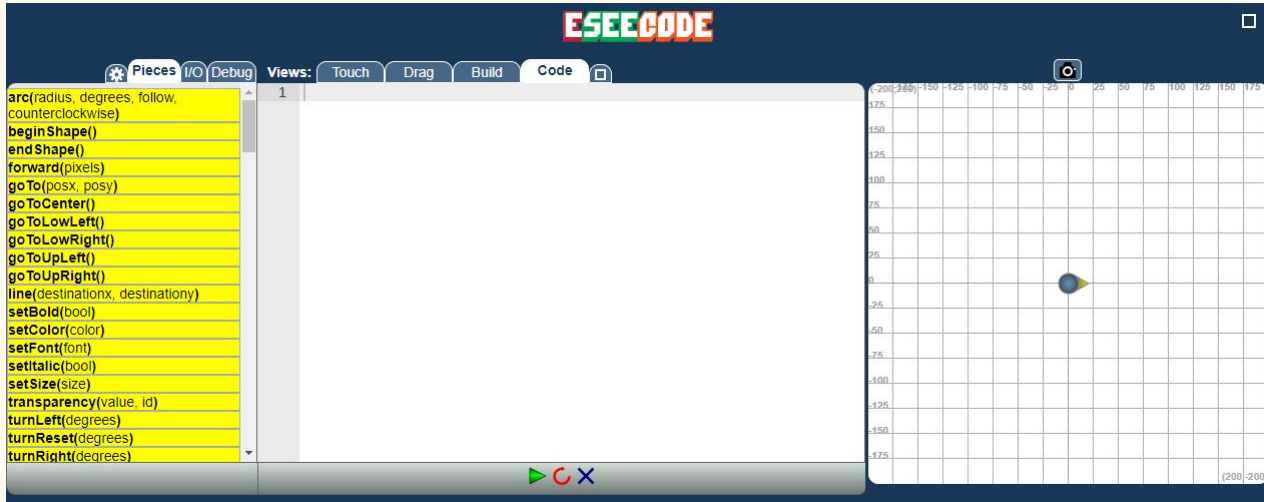 ESEECODE
Pieces I/O Debug Views: Touch Drag Build Code
arc(radius, degrees, follow,
counterclockwise)
beginShape()
endShape()
forward(pixels)
goTo(posx, posy)
goToCenter()
goToLowLeft()
goToLowRight()
goToUpLeft()
goToUpRight()
line(destinationx, destinationy)
setBold(bool)
setColor(color)
setFont(font)
setItalic(bool)
setSize(size)
transparency(value, id)
turnLeft(degrees)
turnReset(degrees)
turnRight(degrees)
1
-150 -125 -100 -75 -50 -25 0 25 50 75 100 125 150 175
175
150
125
100
75
50
25
0
-25
-50
-75
-100
-125
-150
-175
(200,-200